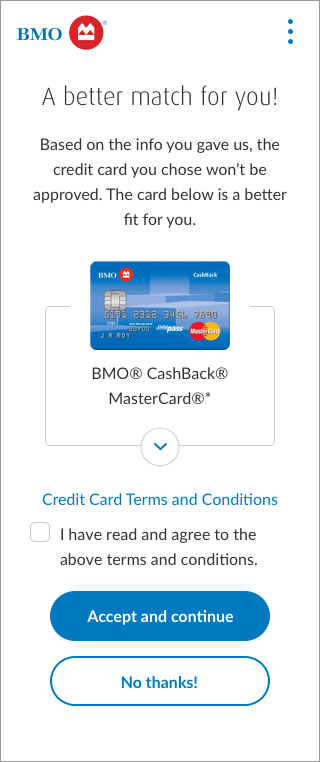 BMO
A better match for you!
Based on the info you gave us, the
credit card you chose won't be
approved. The card below is a better
fit for you.
BMO
CashBack
5191 2312 3456 7690
J R ROY
paypass
MasterCard
BMO® CashBack®
MasterCard®*
Credit Card Terms and Conditions
I have read and agree to the
above terms and conditions.
Accept and continue
No thanks!